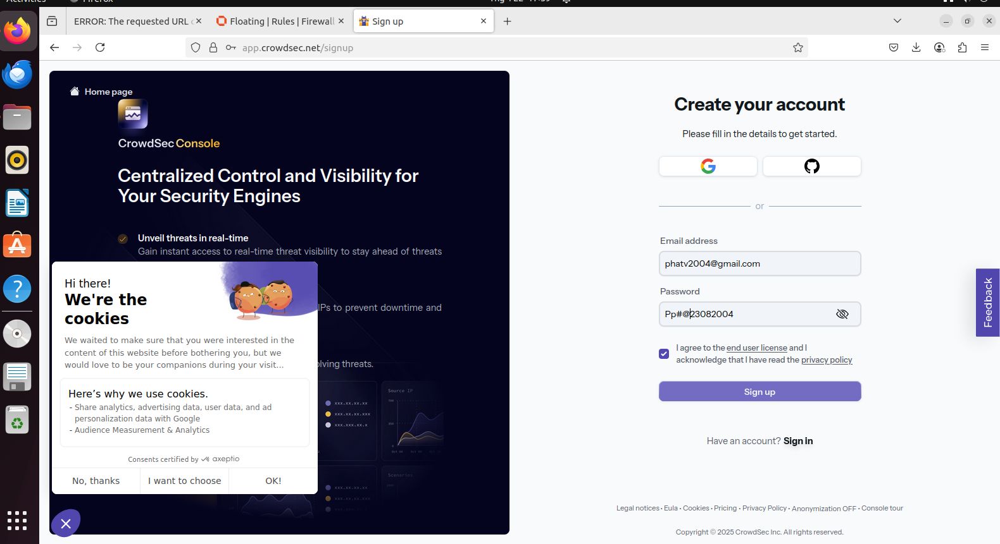 Activities
Firefox
ERROR: The requested URL
Floating | Rules | Firewall
Sign up
app.crowdsec.net/signup
Home page
CrowdSec Console
Centralized Control and Visibility for
Your Security Engines
Unveil threats in real-time
Gain instant access to real-time threat visibility to stay ahead of threats
IPs to prevent downtime and
olving threats.
Hi there!
We're the
cookies
We waited to make sure that you were interested in the
content of this website before bothering you, but we
would love to be your companions during your visit...
Here’s why we use cookies.
- Share analytics, advertising data, user data, and ad
personalization data with Google
- Audience Measurement & Analytics
Consents certified by axeptio
No, thanks
I want to choose
OK!
xxx.xx.xx.xx
xxx.xx.xx.xxx
xxx.xxx.xx.x
Source IP
Scenarios
Create your account
Please fill in the details to get started.
or
Email address
phatv2004@gmail.com
Password
Pp#@23082004
I agree to the end user license and I
acknowledge that I have read the privacy policy
Sign up
Have an account? Sign in
Feedback
Legal notices • Eula • Cookies • Pricing • Privacy Policy • Anonymization OFF • Console tour
Copyright © 2025 CrowdSec Inc. All rights reserved.